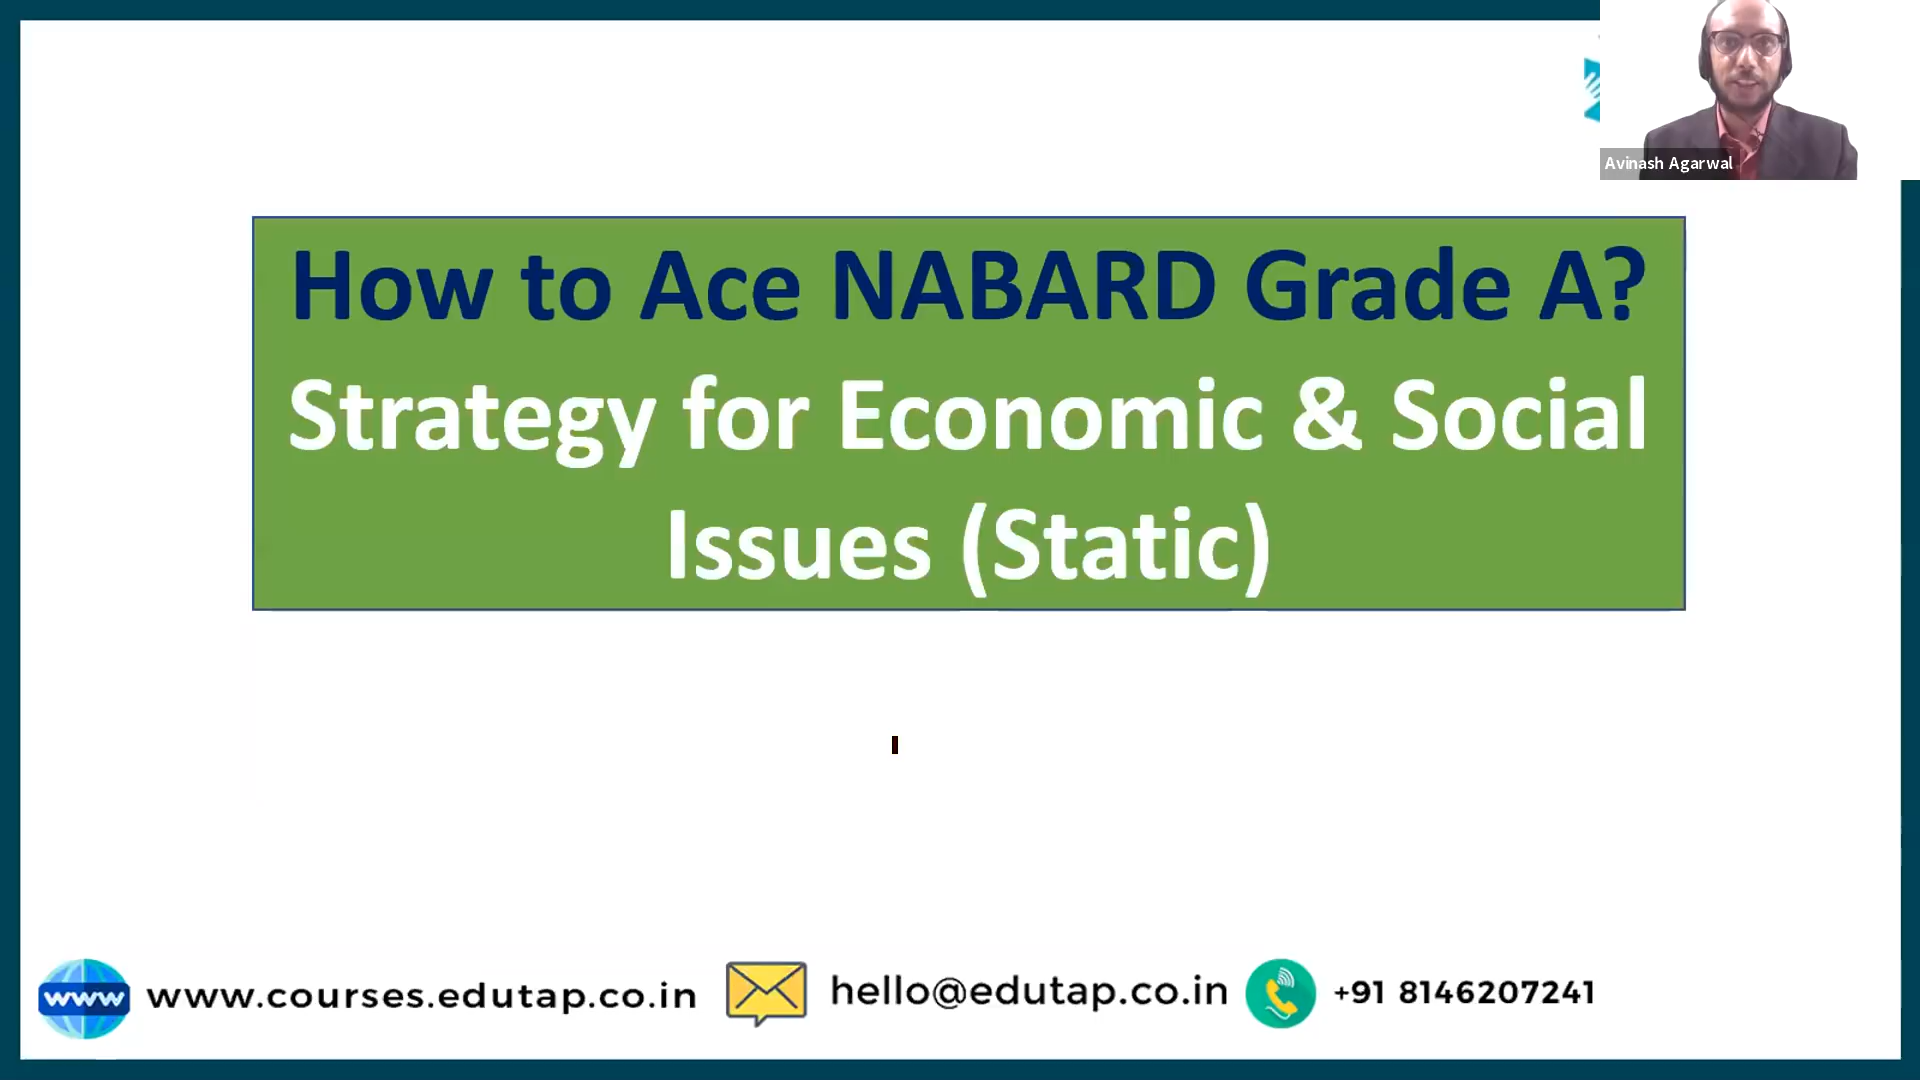 Avinash Agarwal
How to Ace NABARD Grade A?
Strategy for Economic & Social
Issues (Static)
www
www.courses.edutap.co.in
hello@edutap.co.in
+91 8146207241